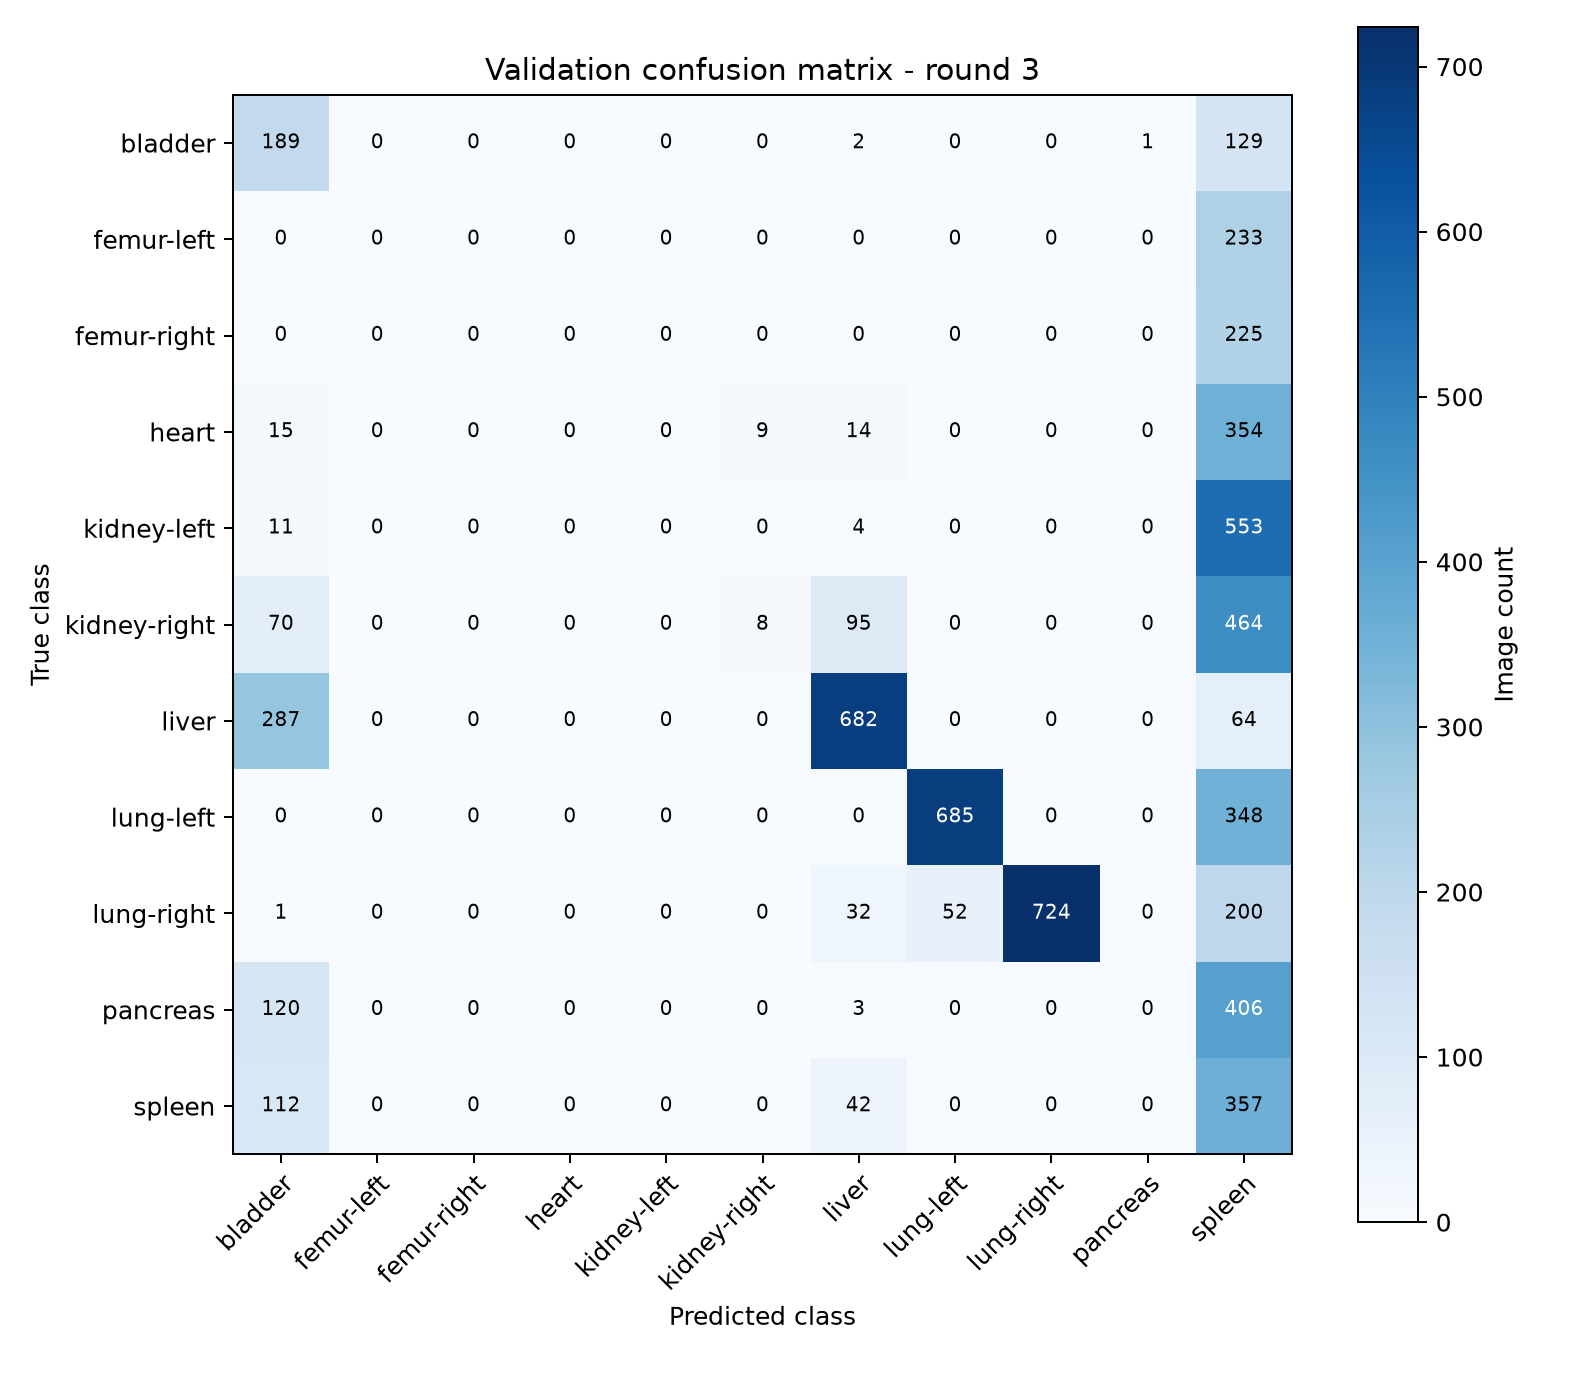 Validation confusion matrix - round 3
bladder 189 0 0 0 0 0 2 0 0 1 129
femur-left 0 0 0 0 0 0 0 0 0 0 233
femur-right 0 0 0 0 0 0 0 0 0 0 225
heart 15 0 0 0 0 9 14 0 0 0 354
kidney-left 11 0 0 0 0 0 4 0 0 0 553
kidney-right 70 0 0 0 0 8 95 0 0 0 464
liver 287 0 0 0 0 0 682 0 0 0 64
lung-left 0 0 0 0 0 0 0 685 0 0 348
lung-right 1 0 0 0 0 0 32 52 724 0 200
pancreas 120 0 0 0 0 0 3 0 0 0 406
spleen 112 0 0 0 0 0 42 0 0 0 357
True class
bladder femur-left femur-right heart kidney-left kidney-right liver lung-left lung-right pancreas spleen
Predicted class
700
600
500
400
300
200
100
0
Image count